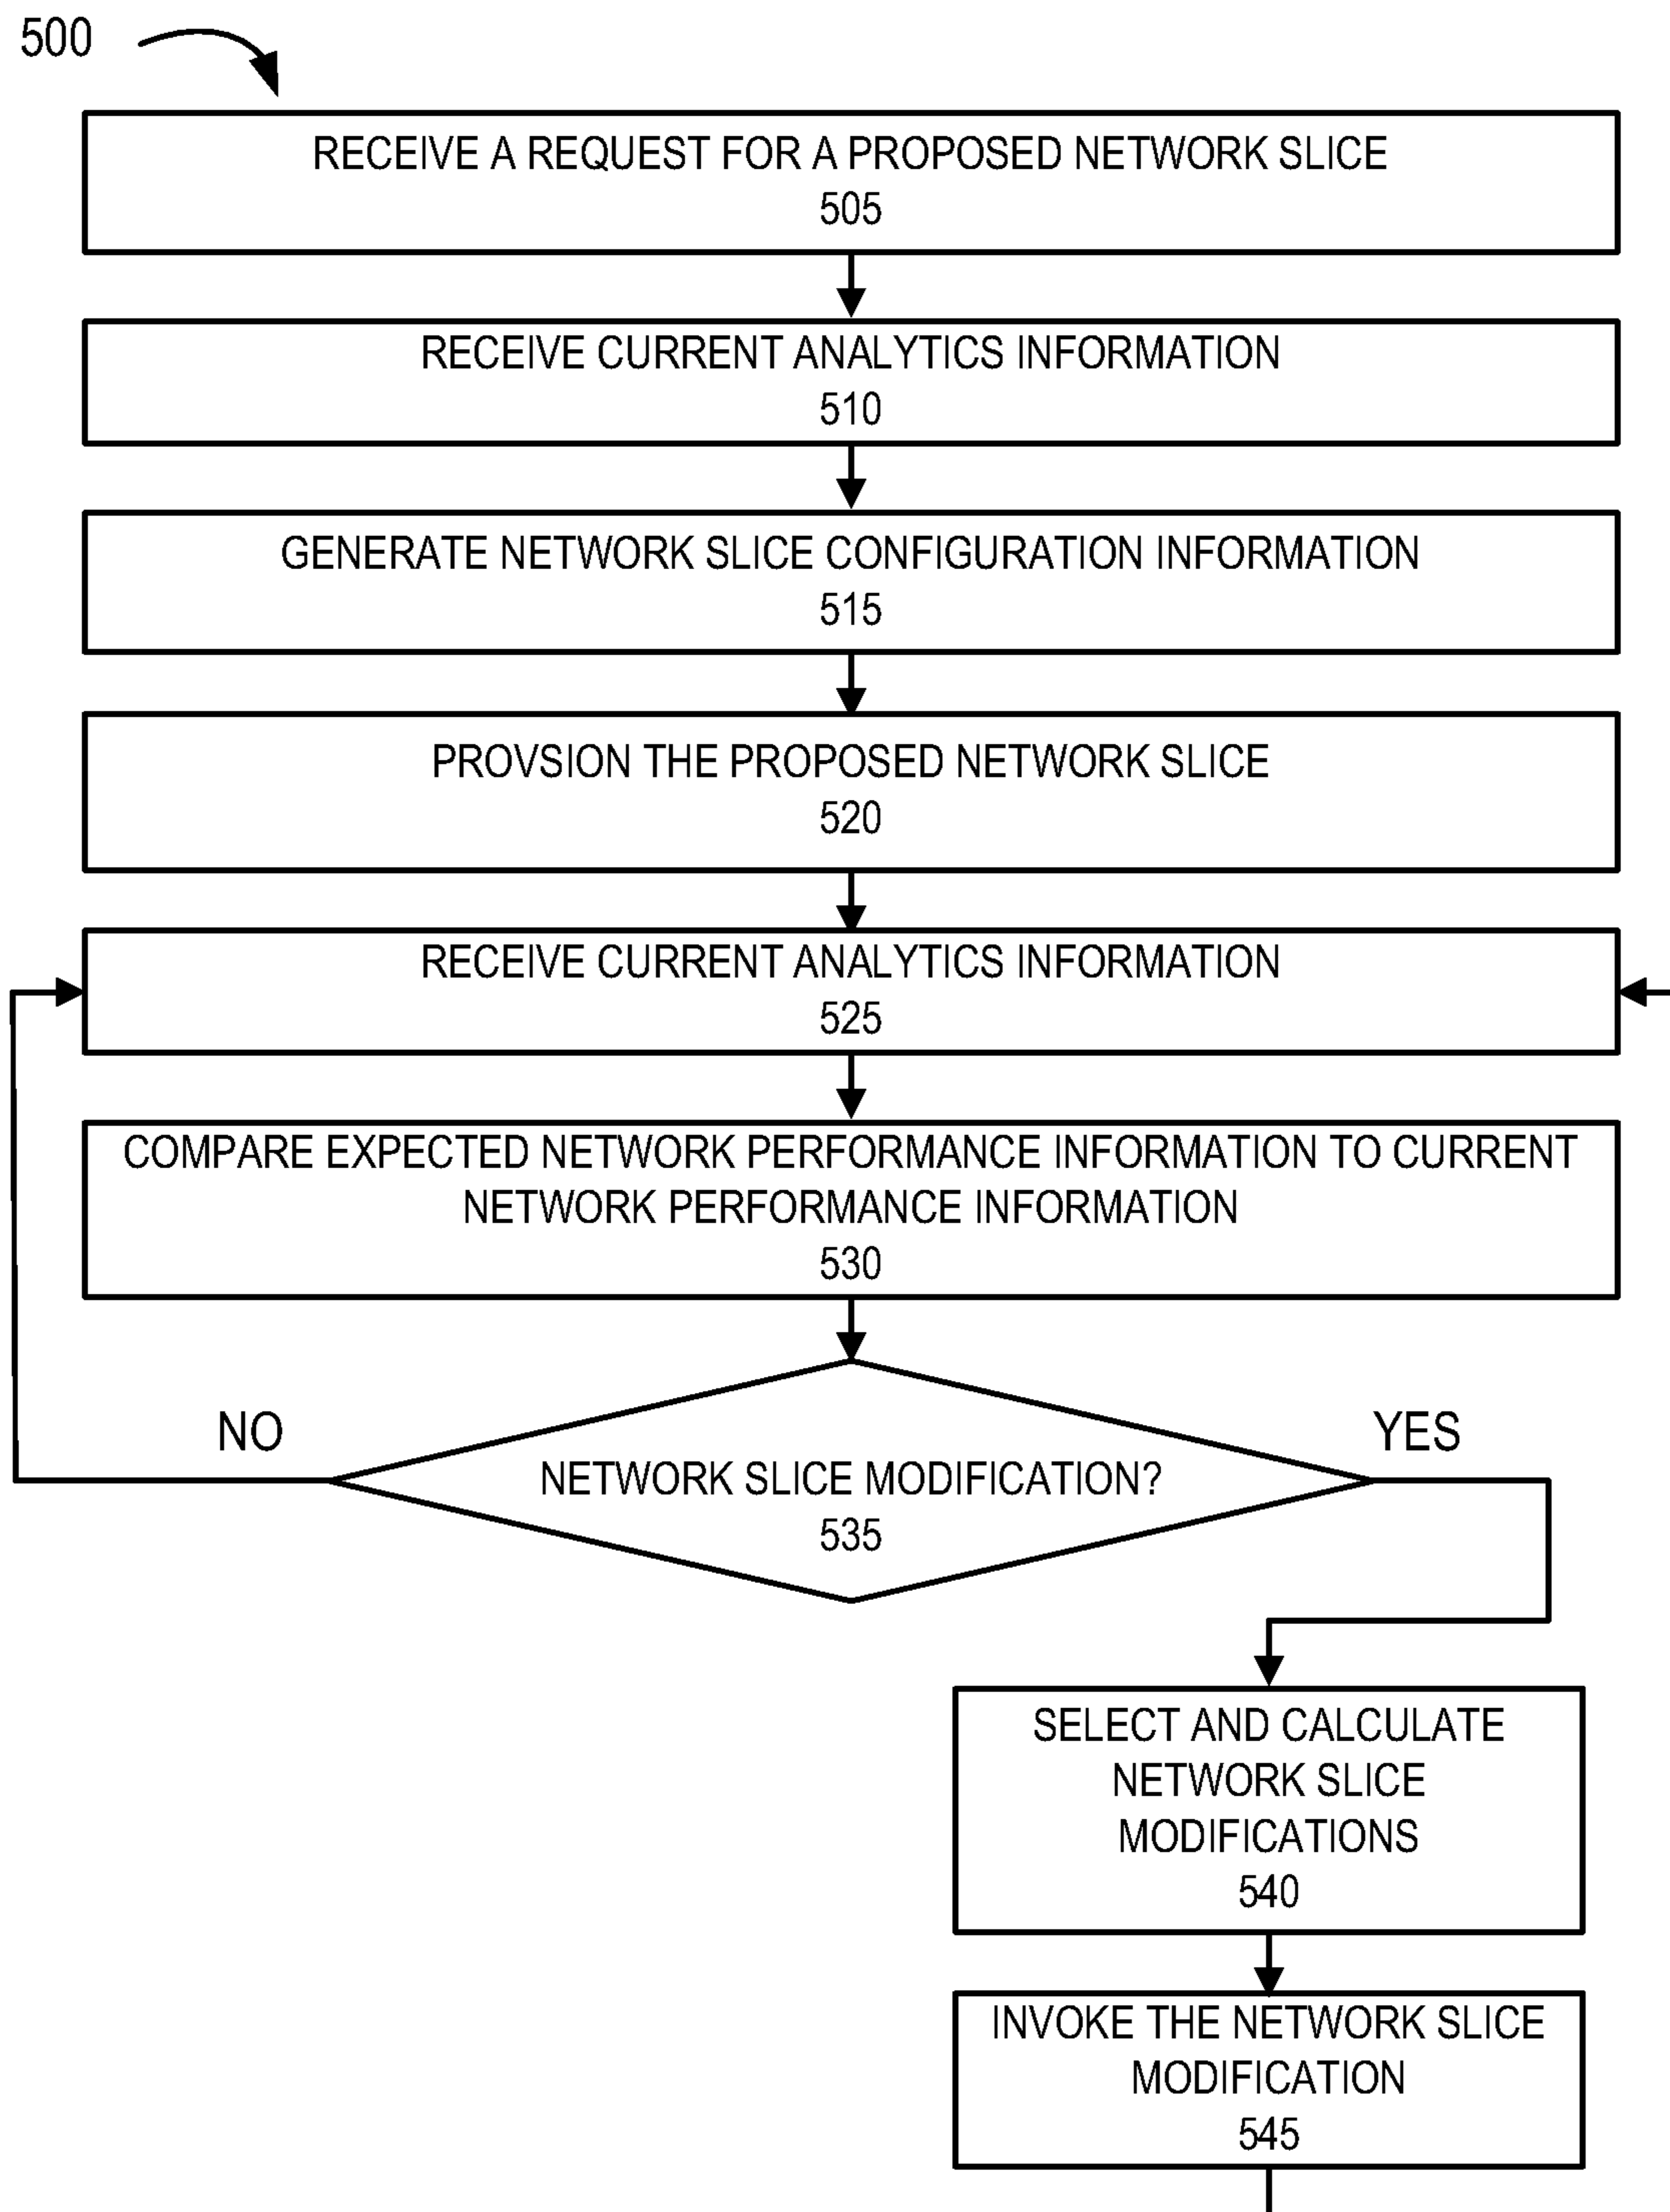 500
RECEIVE A REQUEST FOR A PROPOSED NETWORK SLICE
505
RECEIVE CURRENT ANALYTICS INFORMATION
510
GENERATE NETWORK SLICE CONFIGURATION INFORMATION
515
PROVSION THE PROPOSED NETWORK SLICE
520
RECEIVE CURRENT ANALYTICS INFORMATION
525
COMPARE EXPECTED NETWORK PERFORMANCE INFORMATION TO CURRENT
NETWORK PERFORMANCE INFORMATION
530
NO
YES
NETWORK SLICE MODIFICATION?
535
SELECT AND CALCULATE
NETWORK SLICE
MODIFICATIONS
540
INVOKE THE NETWORK SLICE
MODIFICATION
545